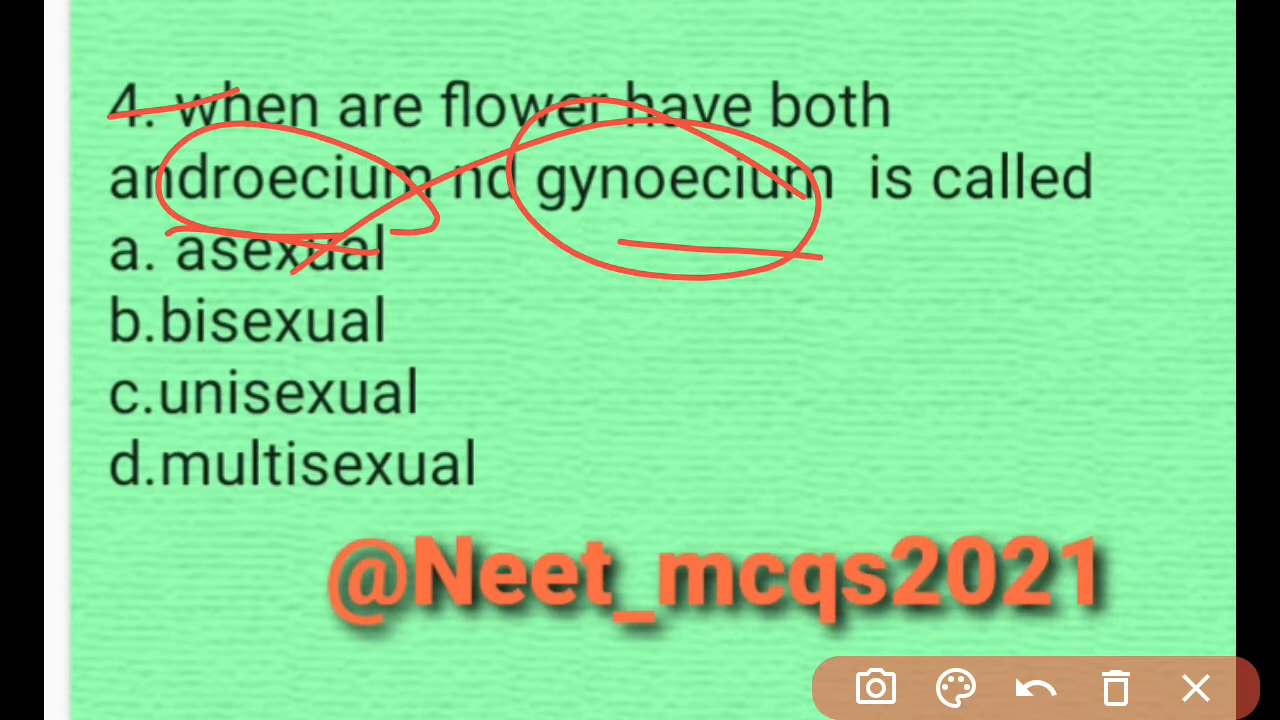 4. when are flower have both
androecium nd gynoecium is called
a. asexual
b.bisexual
c.unisexual
d.multisexual
@Neet_mcqs2021